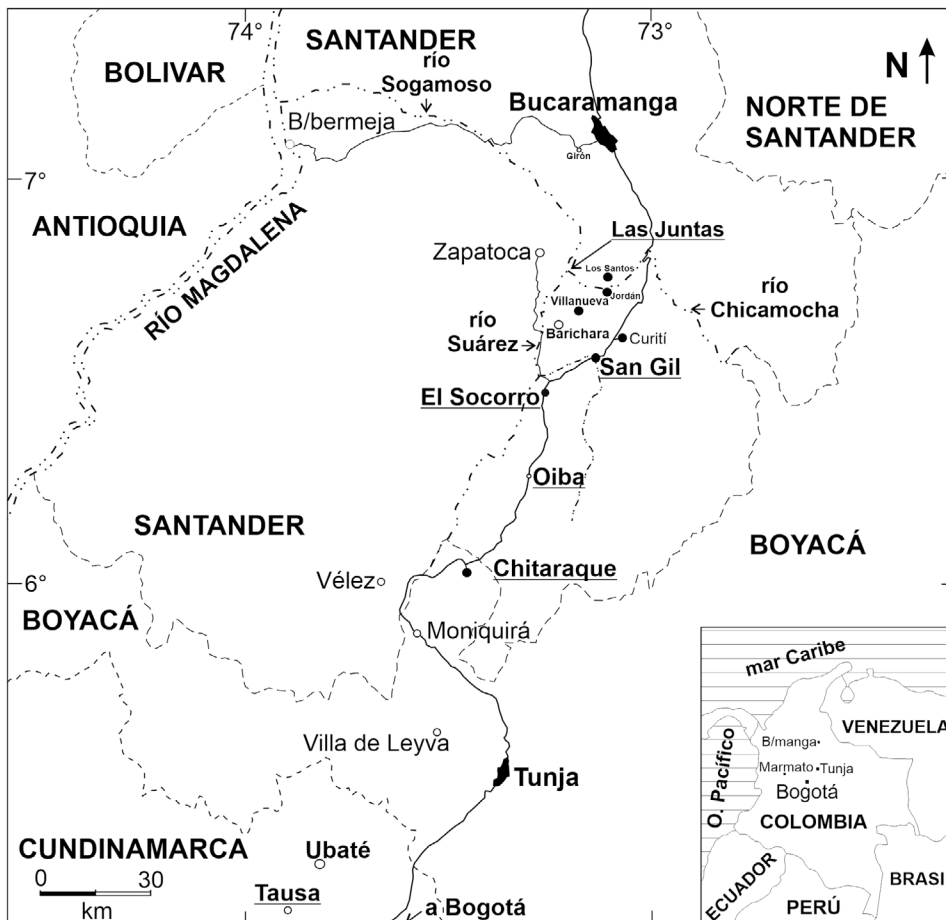 74°
73°
SANTANDER
BOLIVAR
río
Sogamoso
N
Bucaramanga
NORTE DE
SANTANDER
B/bermeja
Girón
7°
ANTIOQUIA
RÍO MAGDALENA
Las Juntas
Zapatoca
Los Santos
Jordán
Villanueva
río
Chicamocha
río
Suárez
Barichara
Curití
San Gil
El Socorro
Oiba
SANTANDER
BOYACÁ
Chitaraque
Vélez
6°
BOYACÁ
Moniquirá
Villa de Leyva
Tunja
CUNDINAMARCA
Ubaté
0 30
km
Tausa
a Bogotá
mar Caribe
VENEZUELA
B/manga
O. Pacífico
Marmato
Tunja
Bogotá
COLOMBIA
ECUADOR
BRASI
PERÚ